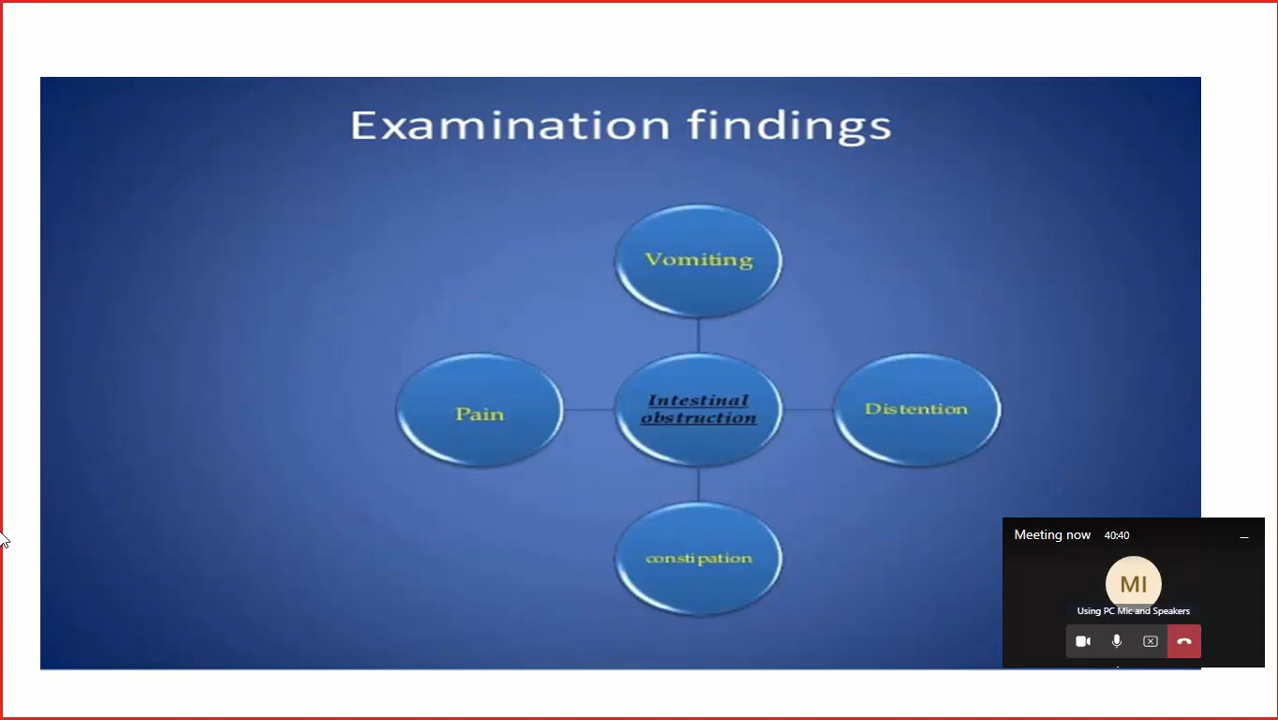 Examination findings
Vomiting
Pain
Intestinal
obstruction
Distention
constipation
Meeting now 40:40
MI
Using PC Mic and Speakers